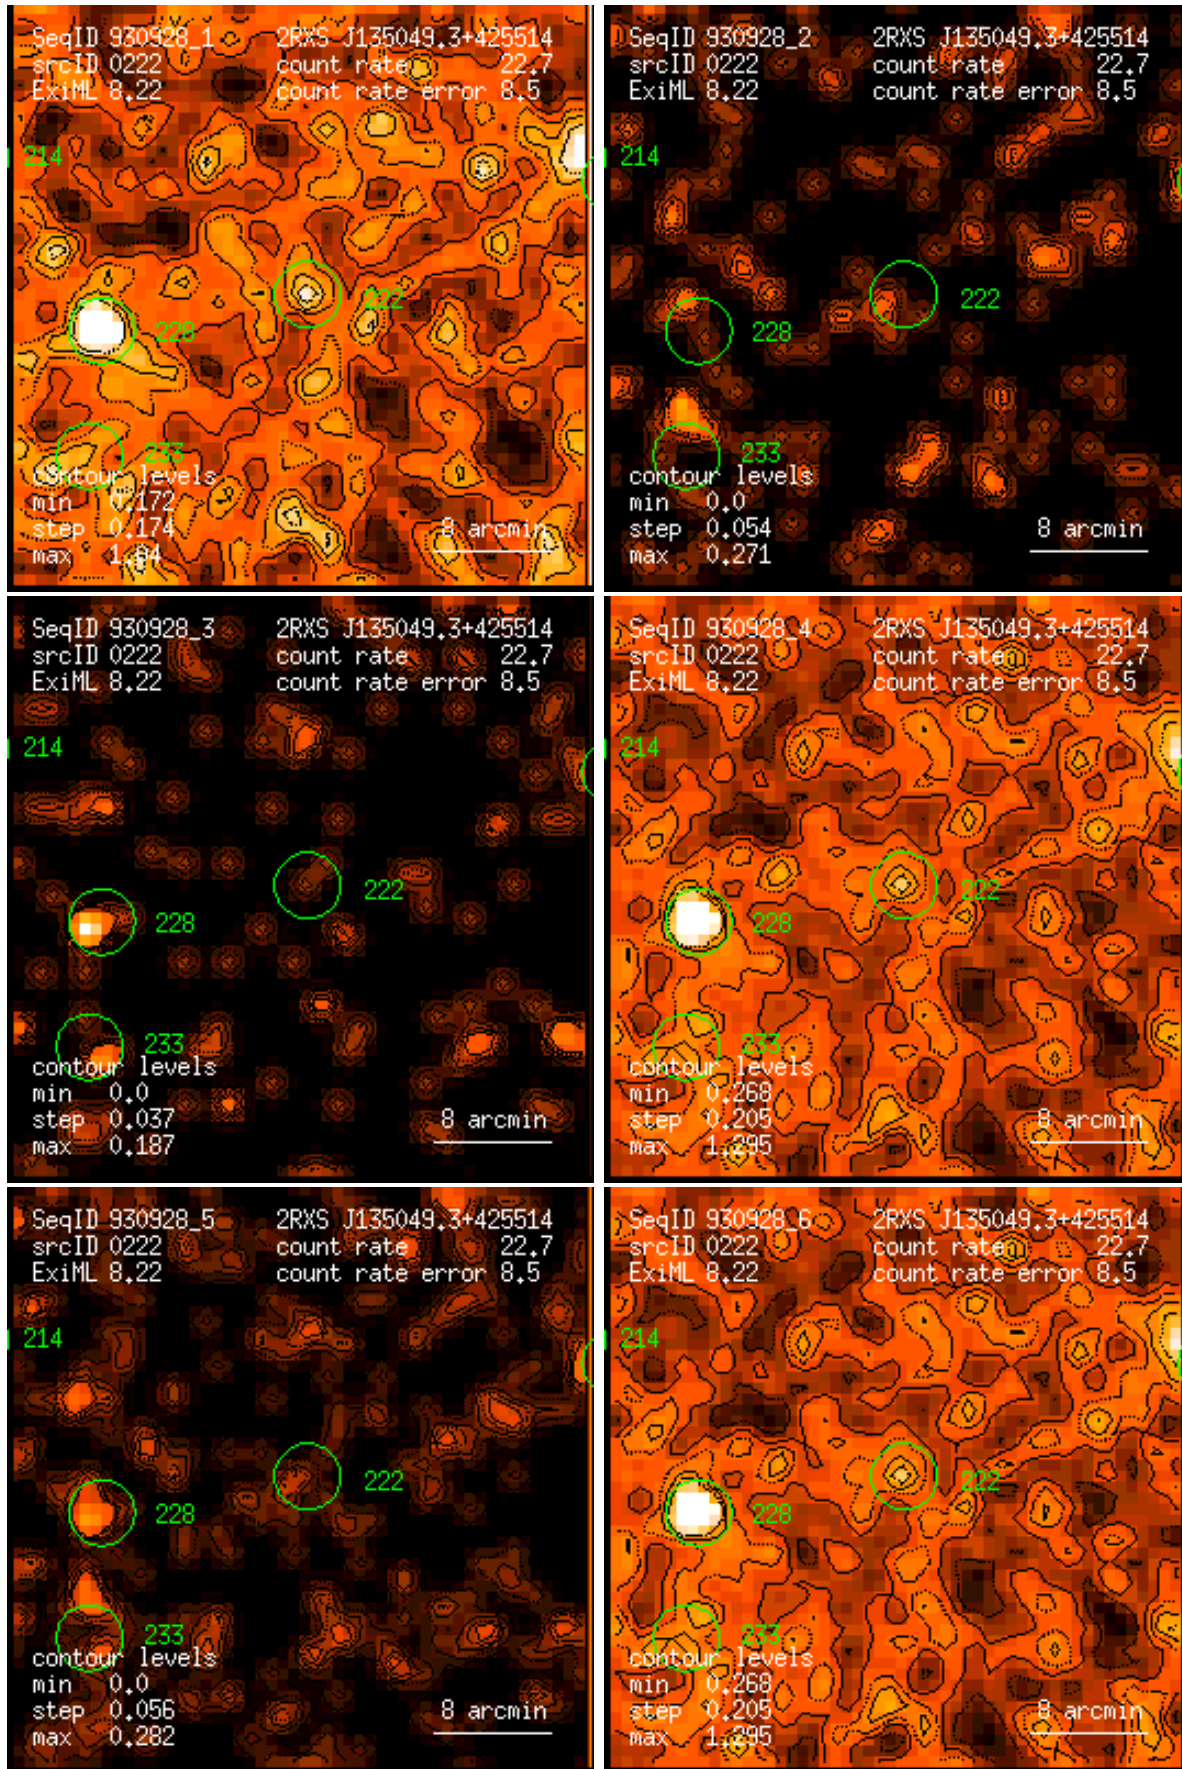 SeqID 930928_1 2RXS J135049.3+425514
srcID 0222 count rate 22.7
ExiML 8.22 count rate error 8.5
214
222
228
233
contour levels
min 0.172
step 0.174 8 arcmin
max 1.04
SeqID 930928_2 2RXS J135049.3+425514
srcID 0222 count rate 22.7
ExiML 8.22 count rate error 8.5
214
222
228
233
contour levels
min 0.0
step 0.054 8 arcmin
max 0.271
SeqID 930928_3 2RXS J135049.3+425514
srcID 0222 count rate 22.7
ExiML 8.22 count rate error 8.5
214
222
228
233
contour levels
min 0.0
step 0.037 8 arcmin
max 0.187
SeqID 930928_4 2RXS J135049.3+425514
srcID 0222 count rate 22.7
ExiML 8.22 count rate error 8.5
214
222
228
233
contour levels
min 0.268
step 0.205 8 arcmin
max 1.295
SeqID 930928_5 2RXS J135049.3+425514
srcID 0222 count rate 22.7
ExiML 8.22 count rate error 8.5
214
222
228
233
contour levels
min 0.0
step 0.056 8 arcmin
max 0.282
SeqID 930928_6 2RXS J135049.3+425514
srcID 0222 count rate 22.7
ExiML 8.22 count rate error 8.5
214
222
228
233
contour levels
min 0.268
step 0.205 8 arcmin
max 1.295